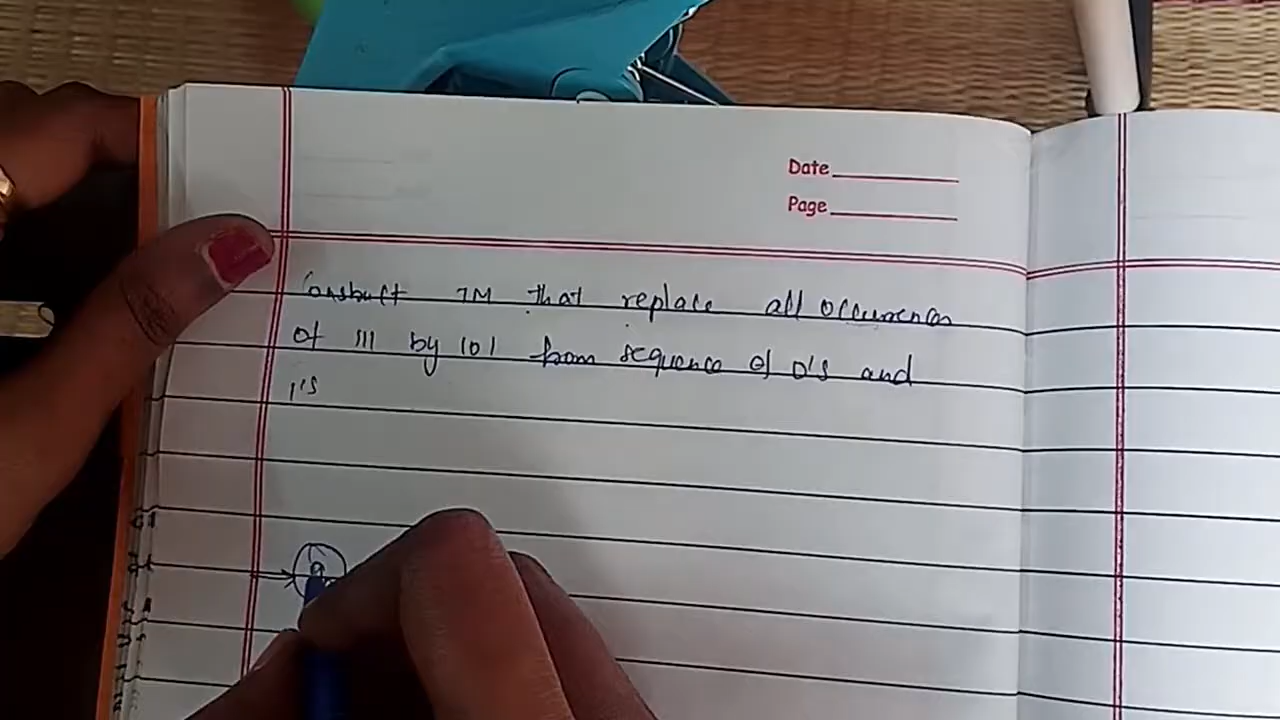 Date
Page
Construct TM that replace all occurrences
of 111 by 101 from sequence of 0's and
1's
q